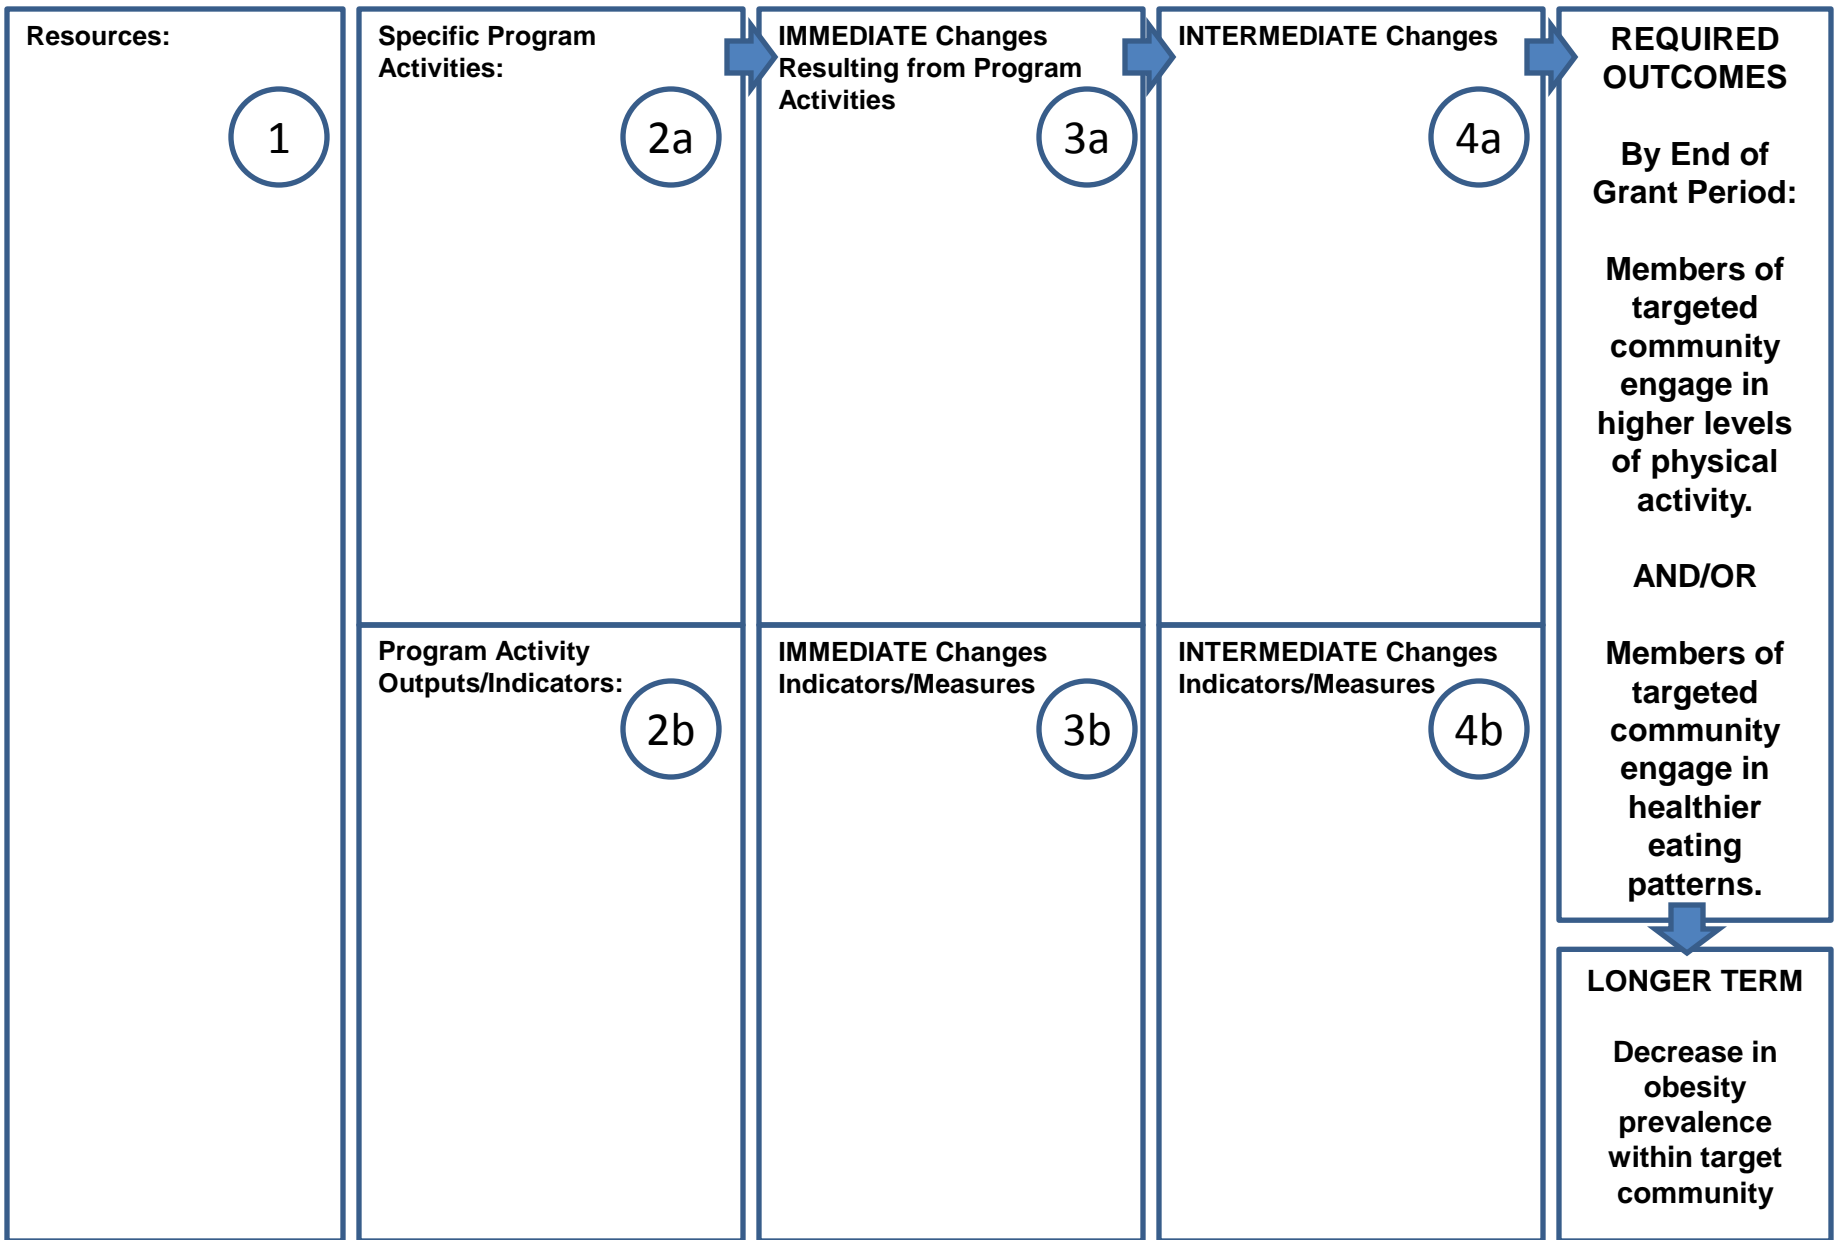 Resources:
1
Specific Program
Activities:
2a
IMMEDIATE Changes
Resulting from Program
Activities
3a
INTERMEDIATE Changes
4a
Program Activity
Outputs/Indicators:
2b
IMMEDIATE Changes
Indicators/Measures
3b
INTERMEDIATE Changes
Indicators/Measures
4b
REQUIRED
OUTCOMES
By End of
Grant Period:
Members of
targeted
community
engage in
higher levels
of physical
activity.
AND/OR
Members of
targeted
community
engage in
healthier
eating
patterns.
LONGER TERM
Decrease in
obesity
prevalence
within target
community